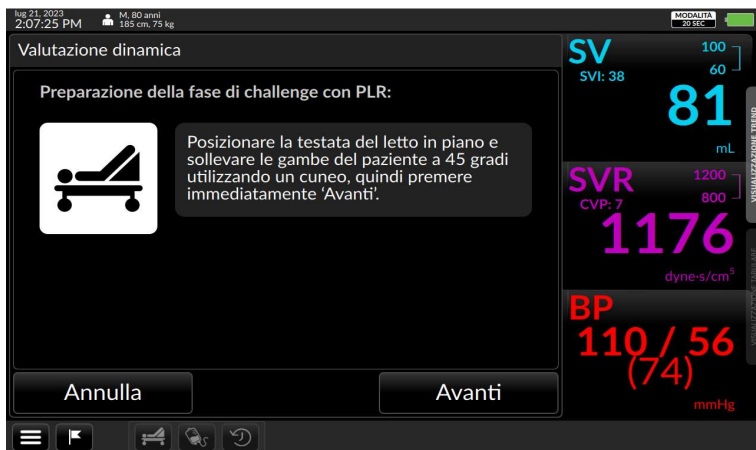 lug 21, 2023
2:07:25 PM
M, 80 anni
185 cm, 75 kg
MODALITÀ
20 SEC
Valutazione dinamica
Preparazione della fase di challenge con PLR:
Posizionare la testata del letto in piano e
sollevare le gambe del paziente a 45 gradi
utilizzando un cuneo, quindi premere
immediatamente ‘Avanti’.
Annulla
Avanti
SV
SVI: 38
100
60
81
mL
SVR
CVP: 7
1200
800
1176
dyne·s/cm⁵
BP
110 / 56
(74)
mmHg
VISUALIZZAZIONE TREND
VISUALIZZAZIONE TABULARE